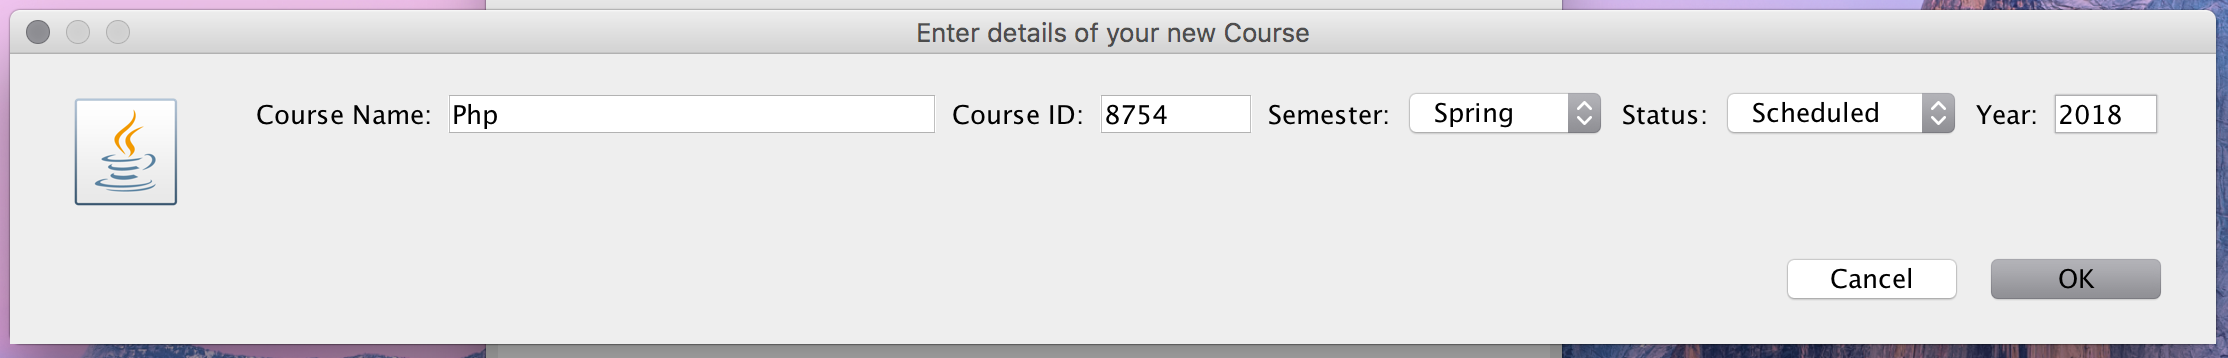 Enter details of your new Course
Course Name: Php Course ID: 8754 Semester: Spring Status: Scheduled Year: 2018
Cancel OK